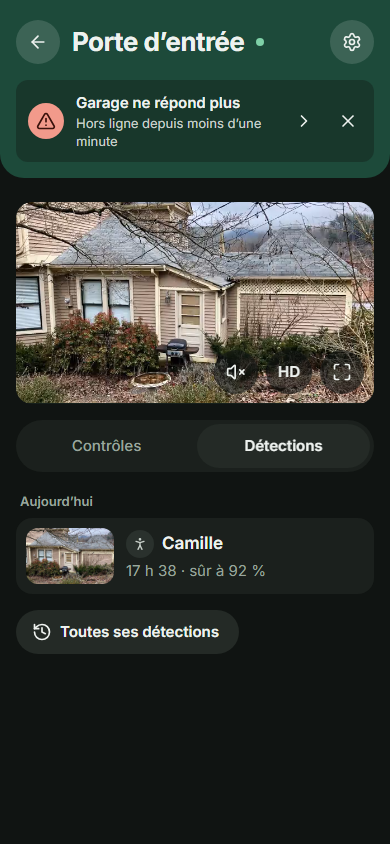 Porte d’entrée
Garage ne répond plus
Hors ligne depuis moins d’une
minute
HD
Contrôles
Détections
Aujourd’hui
Camille
17 h 38 · sûr à 92 %
Toutes ses détections